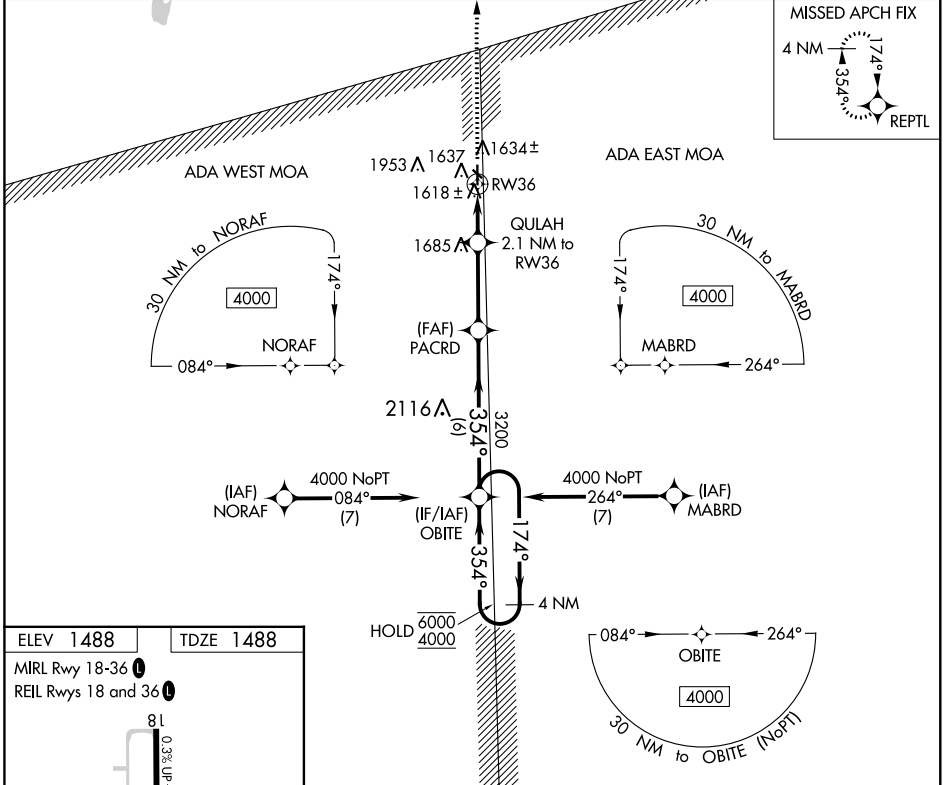 MISSED APCH FIX
4 NM
174°
354°
REPTL
ADA WEST MOA
1953
1637
1634±
ADA EAST MOA
1618 ±
RW36
QULAH
2.1 NM to
RW36
1685
30 NM to NORAF
174°
4000
NORAF
084°
30 NM to MABRD
174°
4000
MABRD
264°
(FAF)
PACRD
2116
354°
(6)
3200
(IAF)
NORAF
4000 NoPT
084°
(7)
(IF/IAF)
OBITE
4000 NoPT
264°
(7)
(IAF)
MABRD
354°
174°
4 NM
HOLD
6000
4000
084°
264°
OBITE
4000
30 NM to OBITE (NoPT)
ELEV 1488
TDZE 1488
MIRL Rwy 18-36 L
REIL Rwys 18 and 36 L
18
0.3% UP